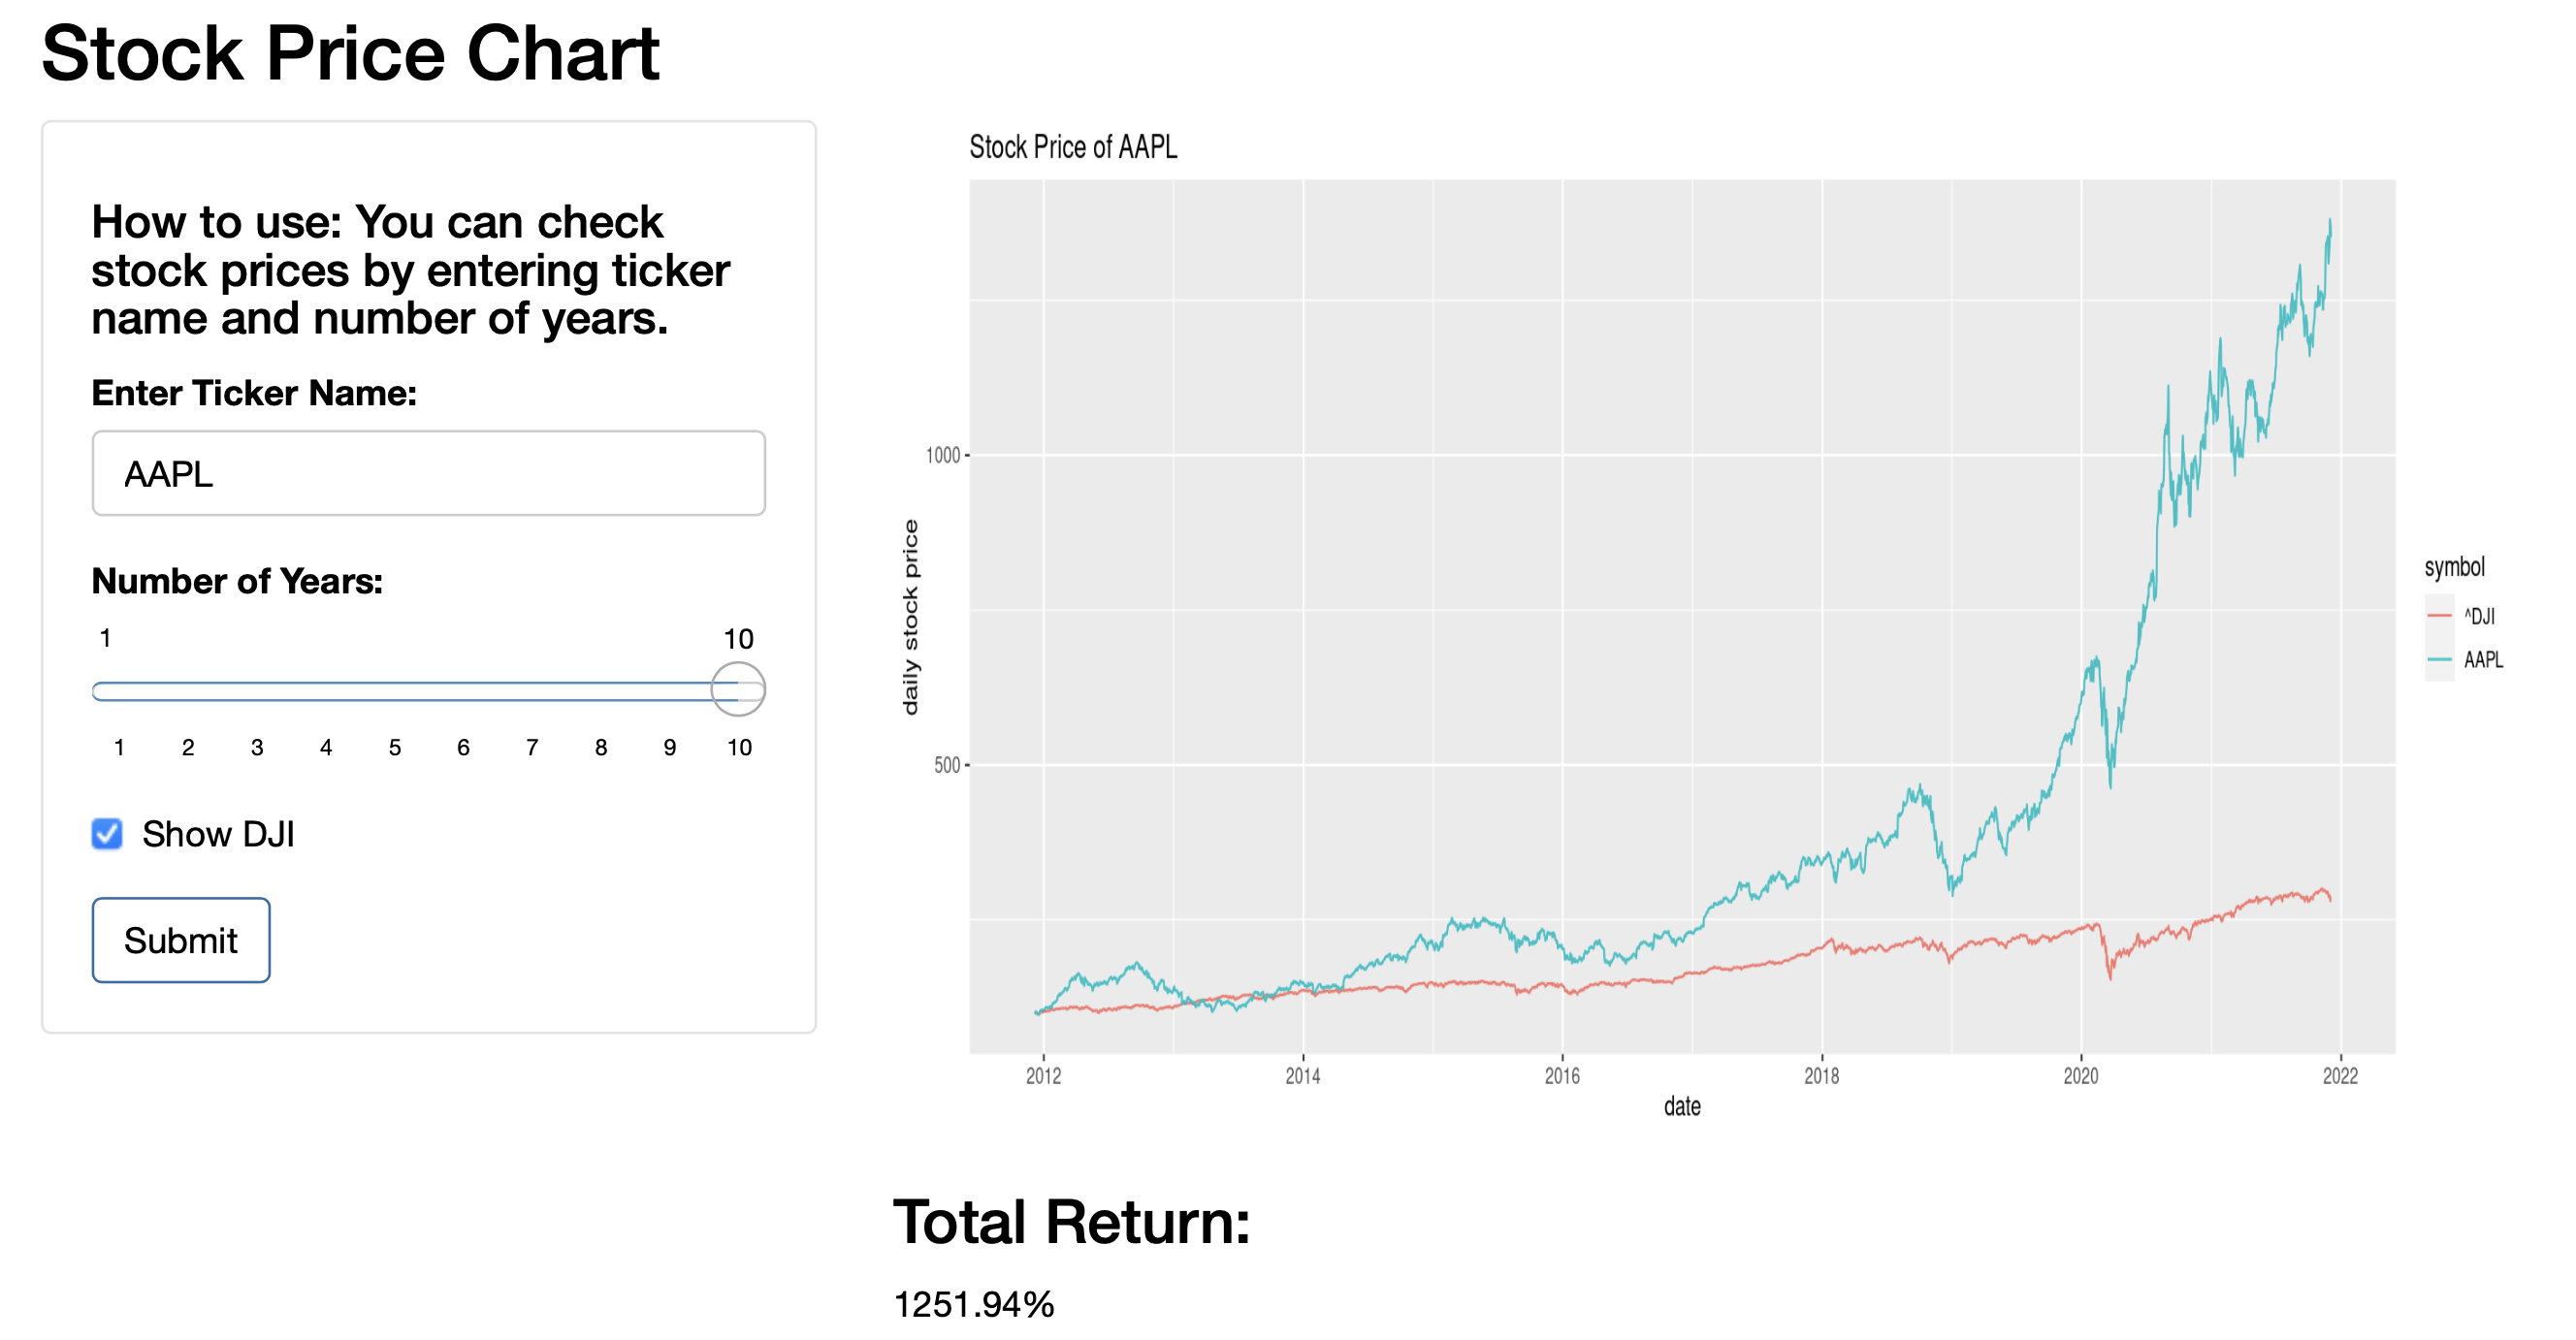 Stock Price Chart
How to use: You can check
stock prices by entering ticker
name and number of years.
Enter Ticker Name:
AAPL
Number of Years:
1 10
1 2 3 4 5 6 7 8 9 10
Show DJI
Submit
Stock Price of AAPL
1000
500
daily stock price
2012 2014 2016 2018 2020 2022
date
symbol
^DJI
AAPL
Total Return:
1251.94%